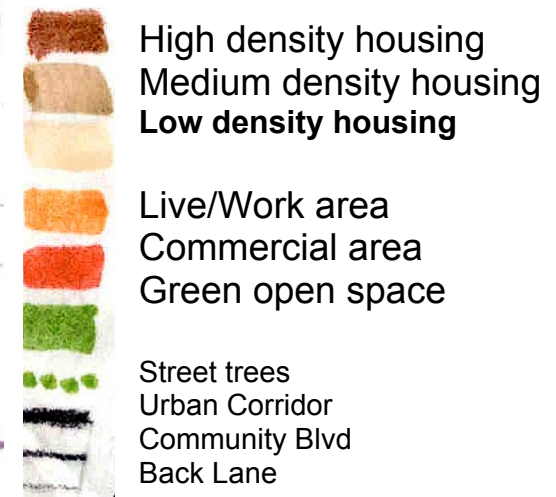 High density housing
Medium density housing
Low density housing
Live/Work area
Commercial area
Green open space
Street trees
Urban Corridor
Community Blvd
Back Lane